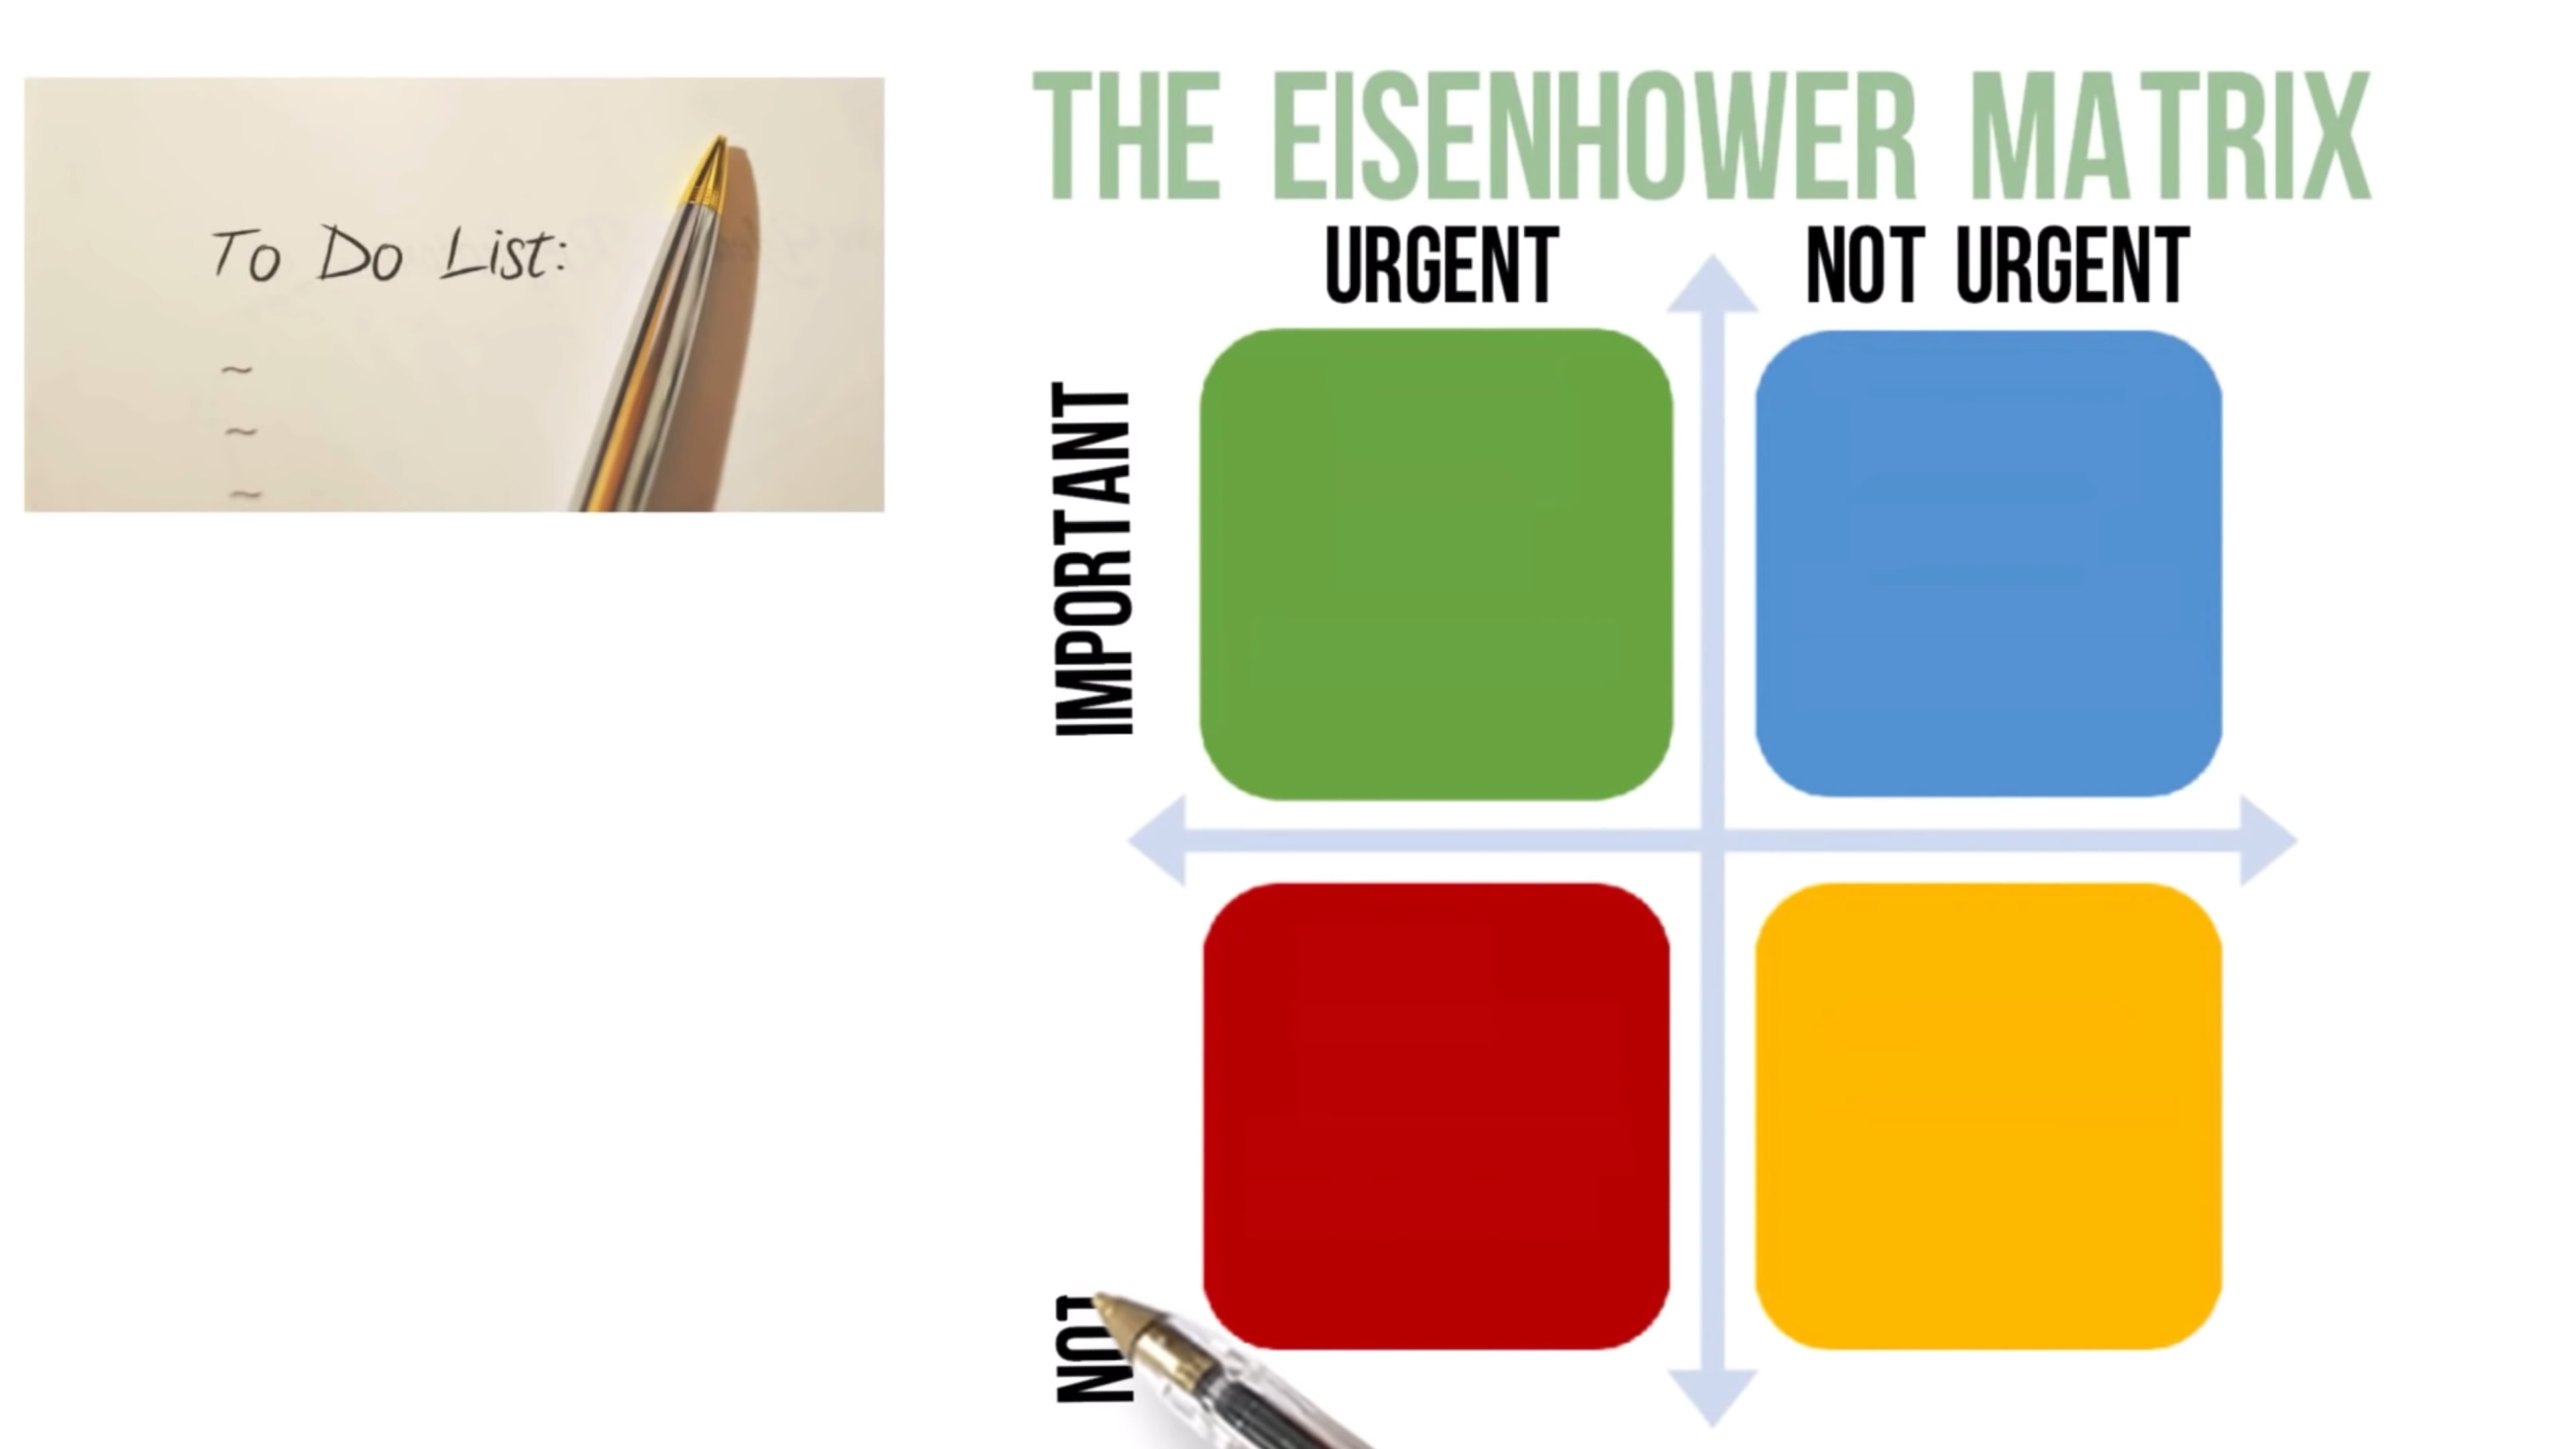 To Do List:
~
~
~
THE EISENHOWER MATRIX
URGENT NOT URGENT
IMPORTANT
NOT